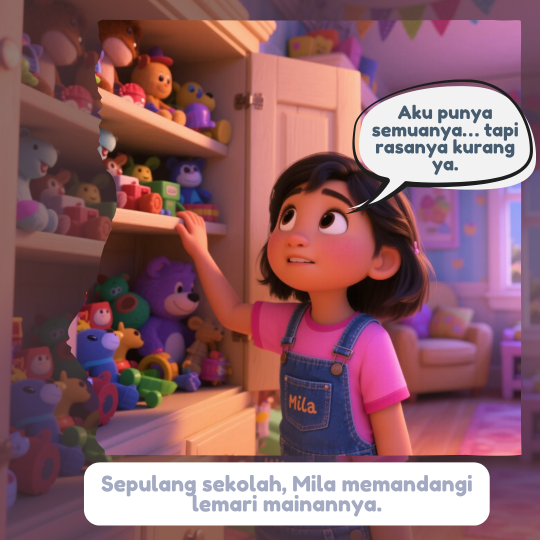 Aku punya
semuanya... tapi
rasanya kurang
ya.
Mila
Sepulang sekolah, Mila memandangi
lemari mainannya.